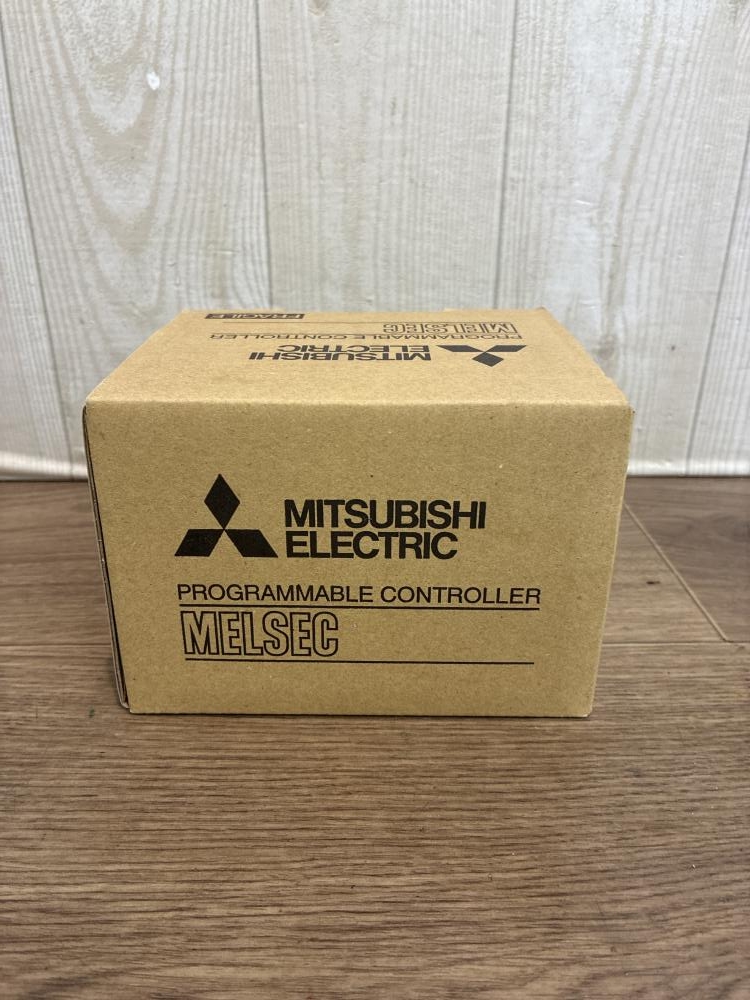 FRAGILE
MELSEC
PROGRAMMABLE CONTROLLER
MITSUBISHI
ELECTRIC
MITSUBISHI
ELECTRIC
PROGRAMMABLE CONTROLLER
MELSEC